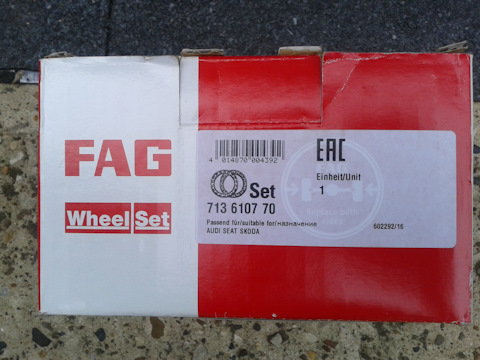 FAG
Wheel Set
4 014870 004392
EAC
Set
Einheit/Unit
1
713 6107 70
Passend für/suitable for/назначение
AUDI SEAT SKODA
602292/16